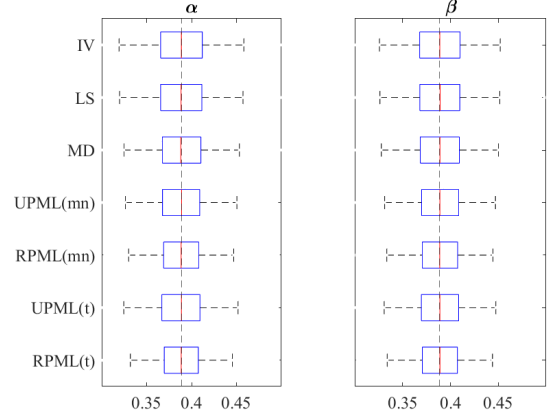 α β
IV
LS
MD
UPML(mn)
RPML(mn)
UPML(t)
RPML(t)
0.35 0.4 0.45 0.35 0.4 0.45